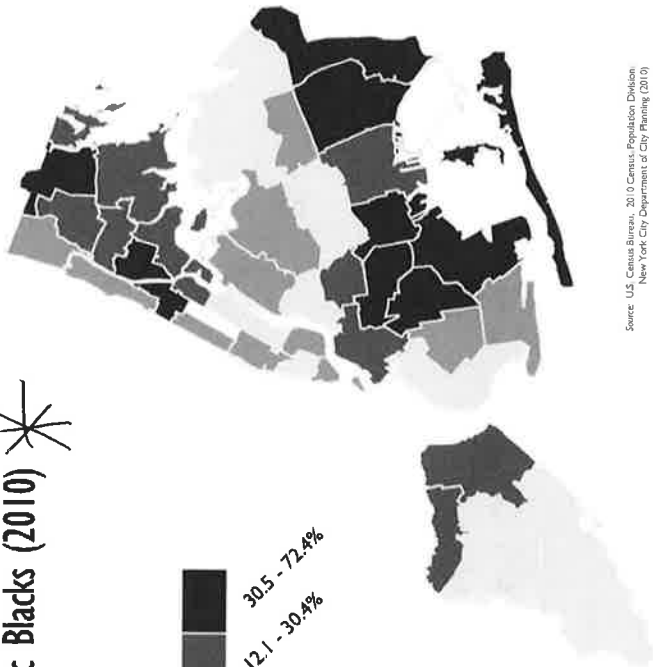 c Blacks (2010)
30.5 - 72.4%
12.1 - 30.4%
Source: U.S. Census Bureau, 2010 Census, Population Division
New York City Department of City Planning (2010)